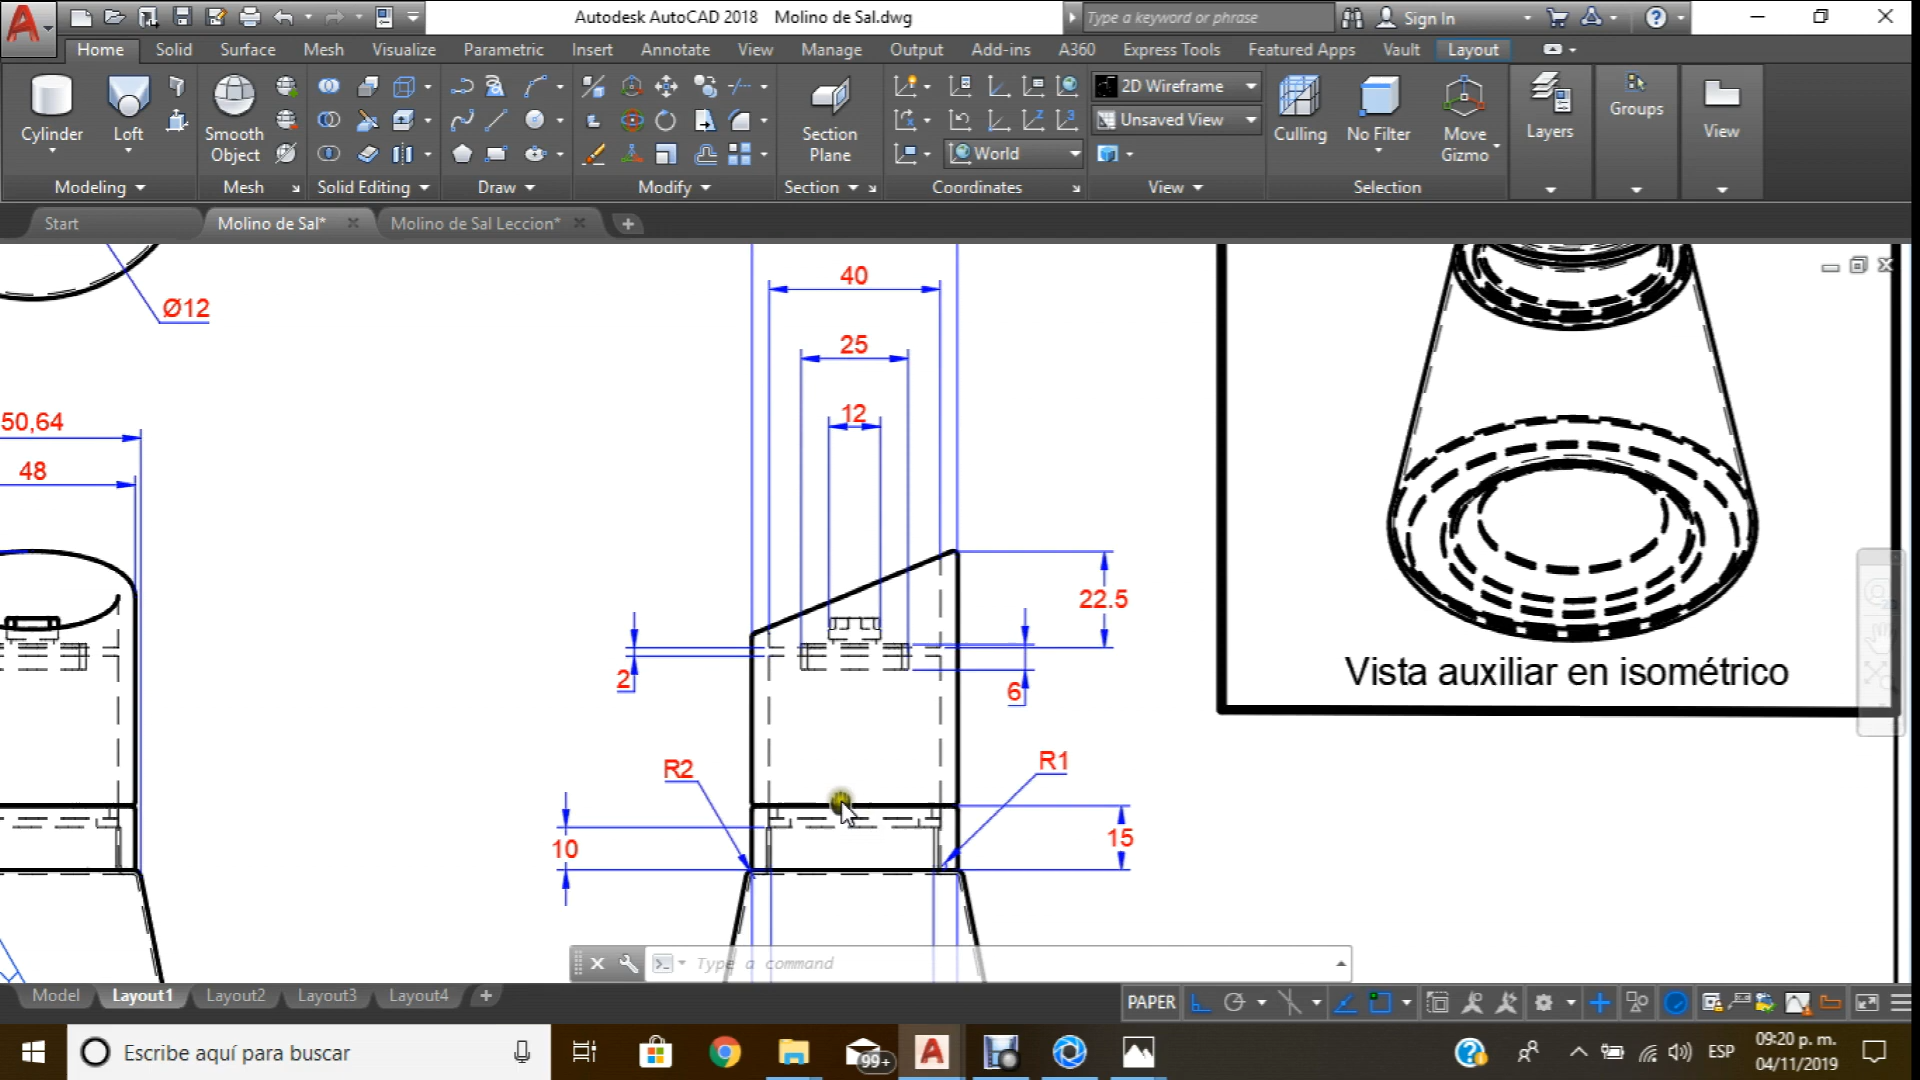 Autodesk AutoCAD 2018 Molino de Sal.dwg
Type a keyword or phrase
Sign In
Home Solid Surface Mesh Visualize Parametric Insert Annotate View Manage Output Add-ins A360 Express Tools Featured Apps Vault Layout
2D Wireframe
Unsaved View
World
Cylinder
Loft
Smooth Object
Section Plane
Culling
No Filter
Move Gizmo
Layers
Groups
View
Modeling
Mesh
Solid Editing
Draw
Modify
Section
Coordinates
View
Selection
Start
Molino de Sal*
Molino de Sal Leccion*
Ø12
40
25
12
50,64
48
22.5
2
6
R2
R1
10
15
Vista auxiliar en isométrico
Type a command
Model Layout1 Layout2 Layout3 Layout4
PAPER
Escribe aquí para buscar
99+
ESP
09:20 p. m.
04/11/2019